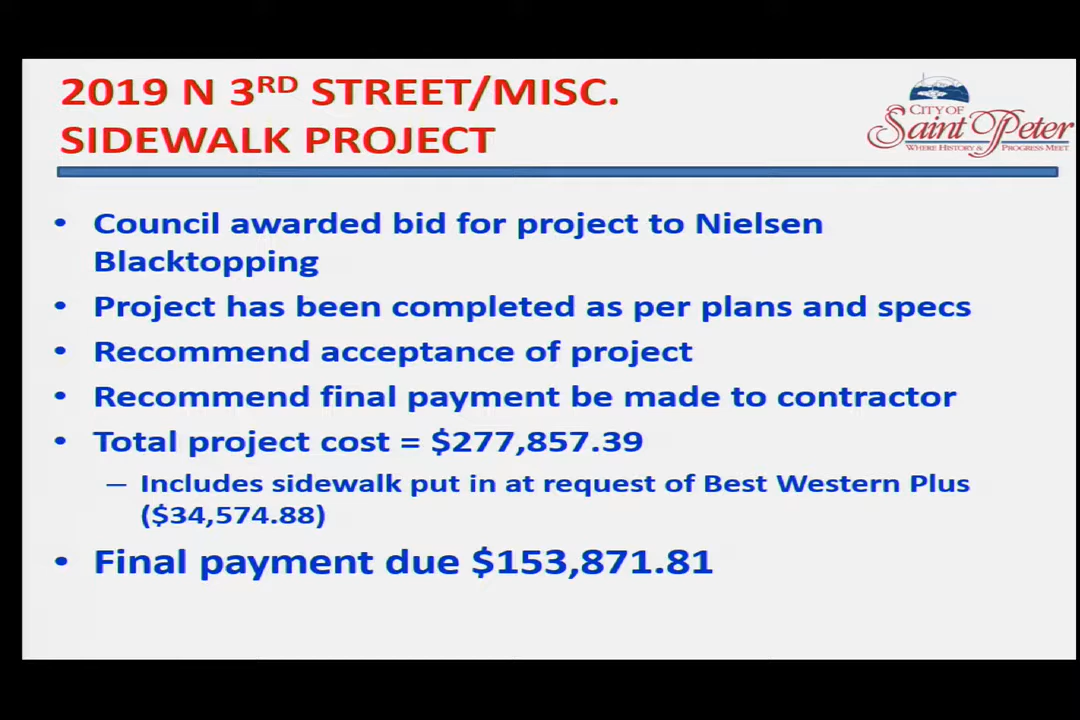 2019 N 3RD STREET/MISC.
SIDEWALK PROJECT
CITY OF
Saint Peter
WHERE HISTORY & PROGRESS MEET
• Council awarded bid for project to Nielsen
Blacktopping
• Project has been completed as per plans and specs
• Recommend acceptance of project
• Recommend final payment be made to contractor
• Total project cost = $277,857.39
– Includes sidewalk put in at request of Best Western Plus
($34,574.88)
• Final payment due $153,871.81